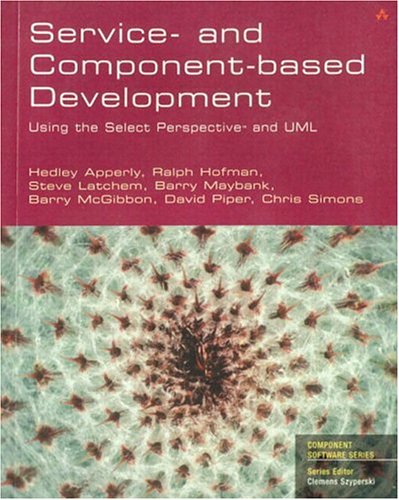 Service- and
Component-based
Development
Using the Select Perspective- and UML
Hedley Apperly, Ralph Hofman,
Steve Latchem, Barry Maybank,
Barry McGibbon, David Piper, Chris Simons
COMPONENT
SOFTWARE SERIES
Series Editor
Clemens Szyperski